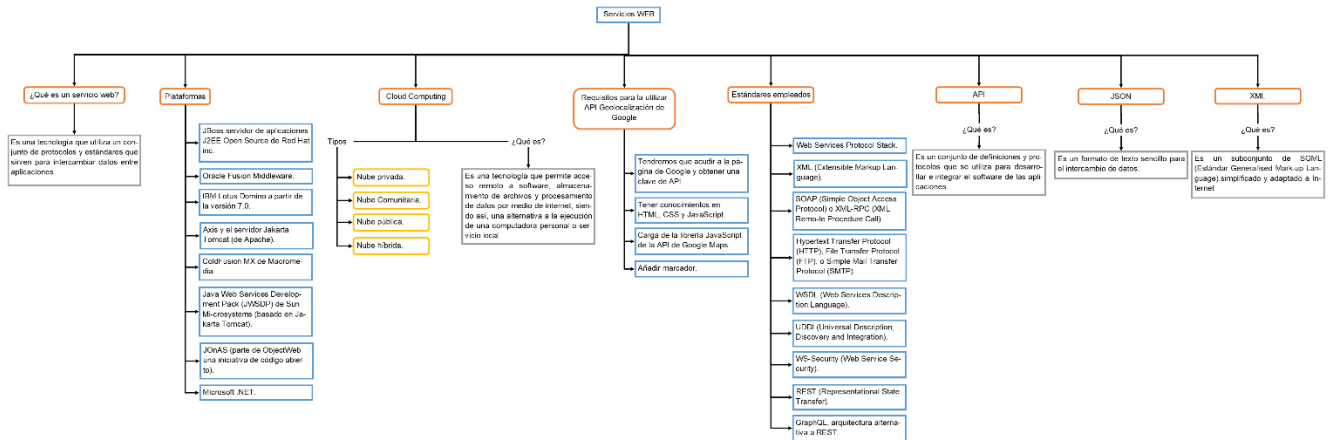 Servicios WEB
¿Qué es un servicio web?
Es una tecnología que utiliza un con-
junto de protocolos y estándares que
sirven para intercambiar datos entre
aplicaciones.
Plataformas
JBoss servidor de aplicaciones
J2EE Open Source de Red Hat
inc.
Oracle Fusion Middleware.
IBM Lotus Domino a partir de
la versión 7.0.
Axis y el servidor Jakarta
Tomcat (de Apache).
ColdFusion MX de Macrome-
dia.
Java Web Services Develop-
ment Pack (JWSDP) de Sun
Mi-crosystems (basado en Ja-
karta Tomcat).
JOnAS (parte de ObjectWeb
una iniciativa de código abier-
to).
Microsoft .NET.
Cloud Computing
Tipos
Nube privada.
Nube Comunitaria.
Nube pública.
Nube híbrida.
¿Qué es?
Es una tecnología que permite acce-
so remoto a software, almacena-
miento de archivos y procesamiento
de datos por medio de internet, sien-
do así, una alternativa a la ejecución
de una computadora personal o ser-
vicio local.
Requisitos para la utilizar
API Geolocalización de
Google
Tendremos que acudir a la pá-
gina de Google y obtener una
clave de API.
Tener conocimientos en
HTML, CSS y JavaScript.
Carga de la librería JavaScript
de la API de Google Maps.
Añadir marcador.
Estándares empleados
Web Services Protocol Stack.
XML (Extensible Markup Lan-
guage).
SOAP (Simple Object Access
Protocol) o XML-RPC (XML
Remo-te Procedure Call).
Hypertext Transfer Protocol
(HTTP), File Transfer Protocol
(FTP), o Simple Mail Transfer
Protocol (SMTP).
WSDL (Web Services Descrip-
tion Language).
UDDI (Universal Description,
Discovery and Integration).
WS-Security (Web Service Se-
curity).
REST (Representational State
Transfer).
GraphQL, arquitectura alterna-
tiva a REST.
API
¿Qué es?
Es un conjunto de definiciones y pro-
tocolos que se utiliza para desarro-
llar e integrar el software de las apli-
caciones.
JSON
¿Qué es?
Es un formato de texto sencillo para
el intercambio de datos.
XML
¿Qué es?
Es un subconjunto de SGML
(Estándar Generalised Mark-up Lan-
guage),simplificado y adaptado a
Internet